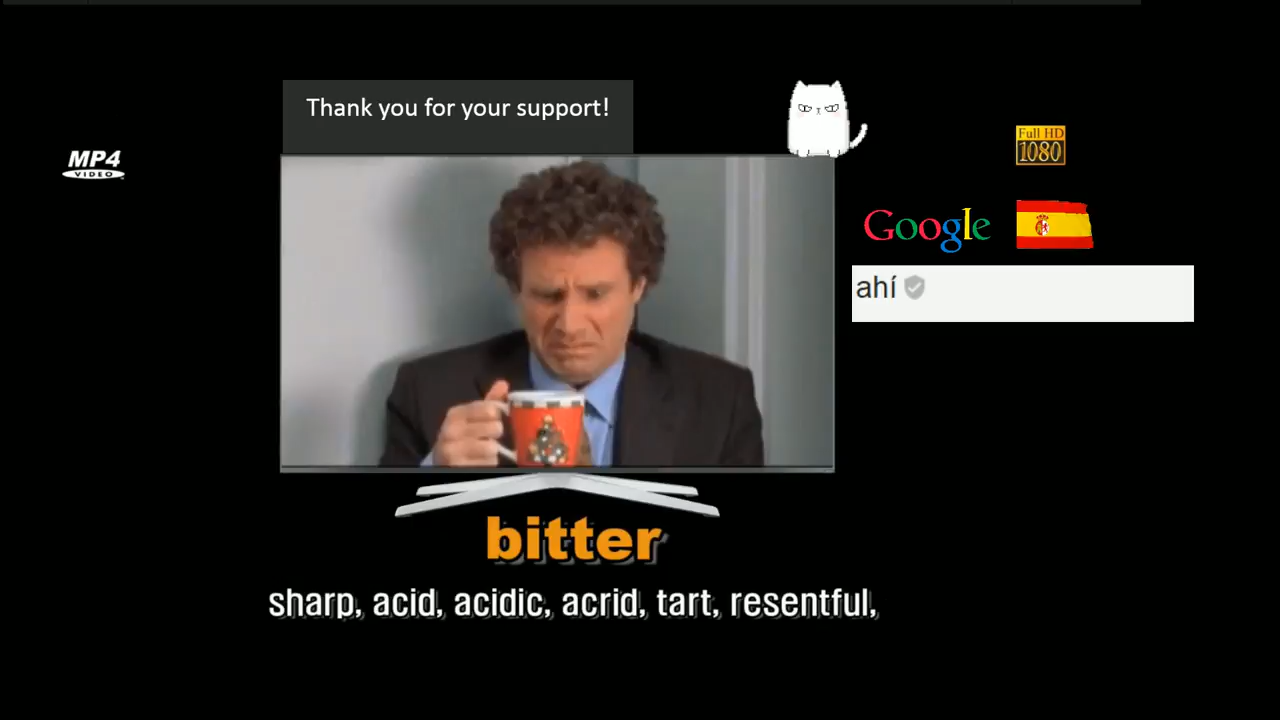 Thank you for your support!
MP4
VIDEO
Full HD
1080
Google
ahí
bitter
sharp, acid, acidic, acrid, tart, resentful,